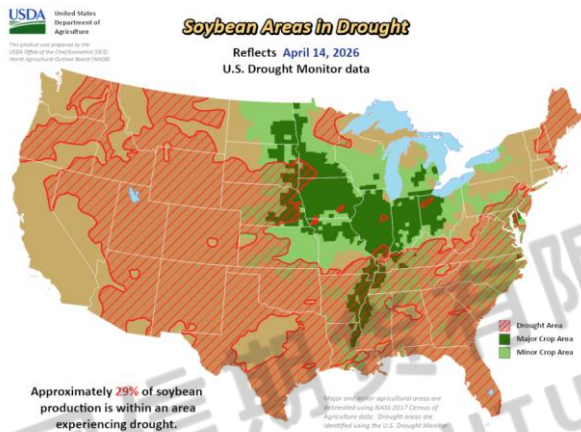 USDA
United States
Department of
Agriculture
This product was prepared by the
USDA Office of the Chief Economist (OCE)
World Agricultural Outlook Board (WAOB)
Soybean Areas in Drought
Reflects April 14, 2026
U.S. Drought Monitor data
Drought Area
Major Crop Area
Minor Crop Area
Approximately 29% of soybean
production is within an area
experiencing drought.
Major and minor agricultural areas are
delineated using NASS 2017 Census of
Agriculture data. Drought areas are
identified using the U.S. Drought Monitor